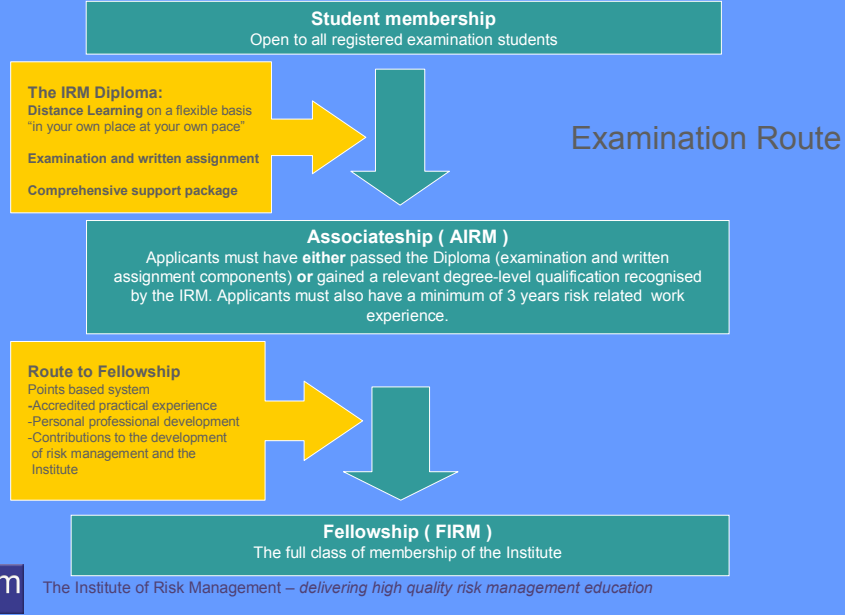 Student membership
Open to all registered examination students
The IRM Diploma:
Distance Learning on a flexible basis
“in your own place at your own pace”
Examination and written assignment
Comprehensive support package
Examination Route
Associateship ( AIRM )
Applicants must have either passed the Diploma (examination and written
assignment components) or gained a relevant degree-level qualification recognised
by the IRM. Applicants must also have a minimum of 3 years risk related work
experience.
Route to Fellowship
Points based system
-Accredited practical experience
-Personal professional development
-Contributions to the development
of risk management and the
Institute
Fellowship ( FIRM )
The full class of membership of the Institute
m
The Institute of Risk Management – delivering high quality risk management education